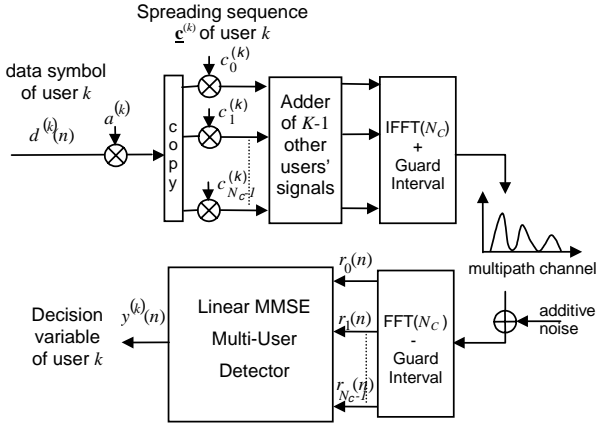 Spreading sequence
c^(k) of user k
data symbol
of user k
a^(k)
d^(k)(n)
copy
c_0^(k)
c_1^(k)
c_{N_C-1}^(k)
Adder
of K-1
other
users'
signals
IFFT(N_C)
+
Guard
Interval
multipath channel
additive
noise
FFT(N_C)
-
Guard
Interval
r_0(n)
r_1(n)
r_{N_C-1}(n)
Linear MMSE
Multi-User
Detector
y^(k)(n)
Decision
variable
of user k